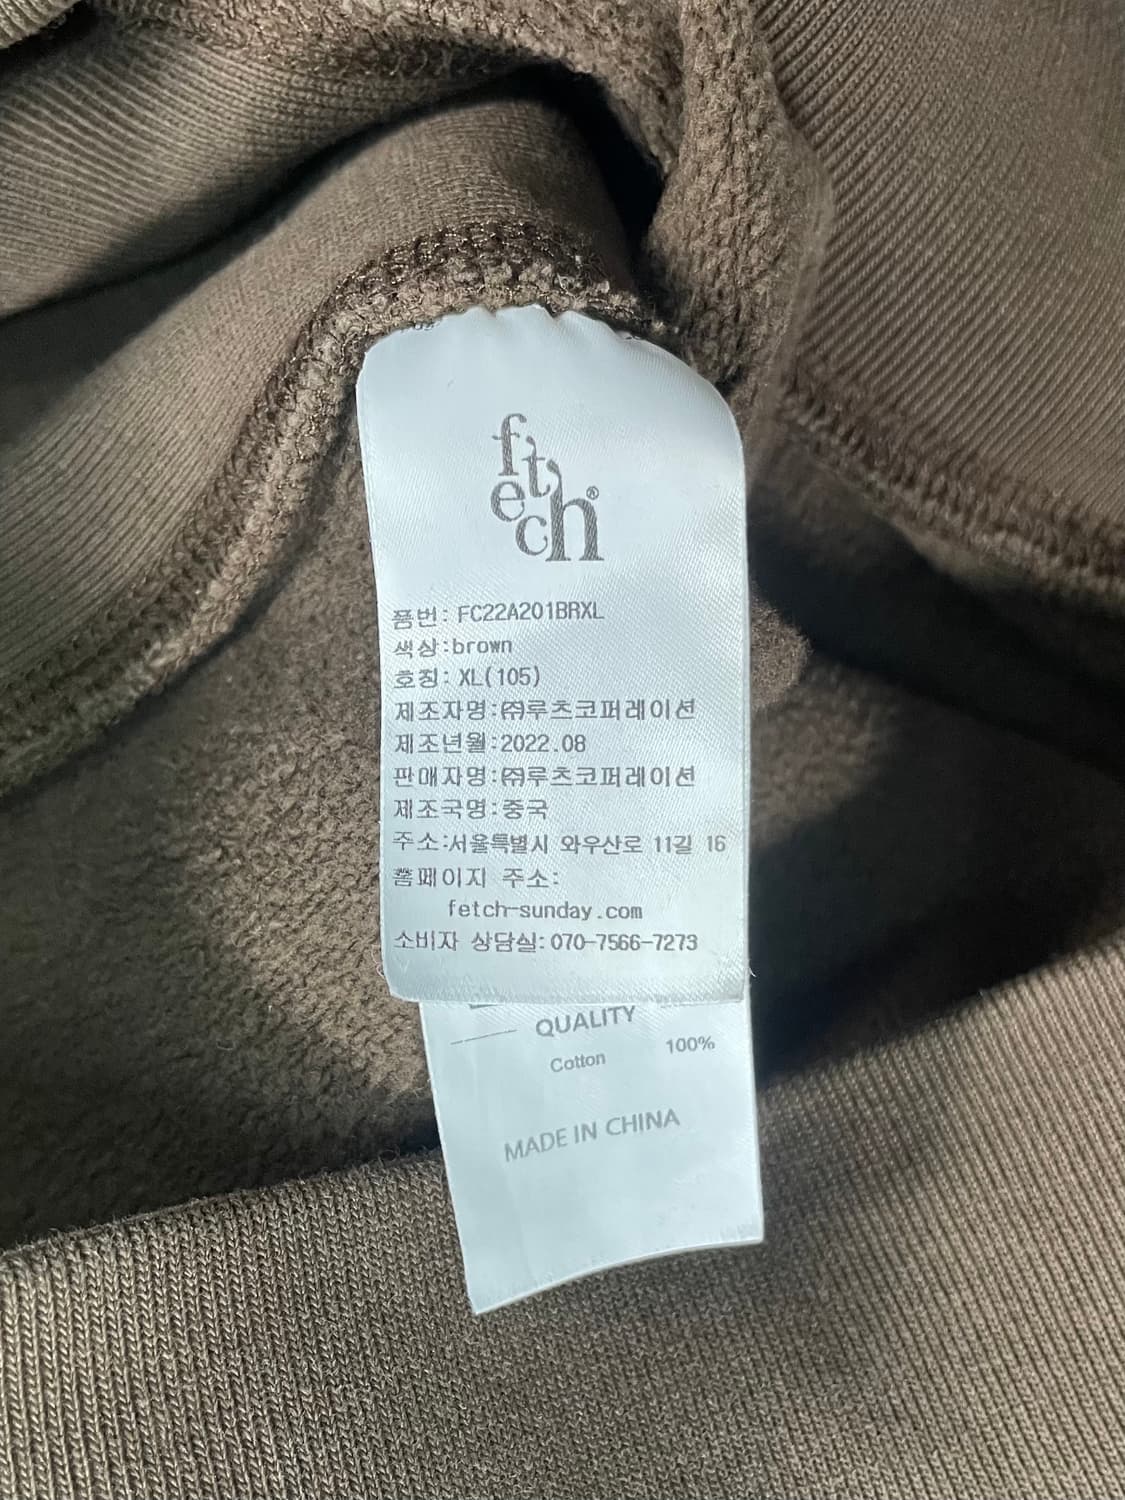 fetch®
품번: FC22A201BRXL
색상:brown
호칭: XL(105)
제조자명:㈜루츠코퍼레이션
제조년월:2022.08
판매자명:㈜루츠코퍼레이션
제조국명:중국
주소:서울특별시 와우산로 11길 16
홈페이지 주소:
fetch-sunday.com
소비자 상담실:070-7566-7273
QUALITY
Cotton 100%
MADE IN CHINA